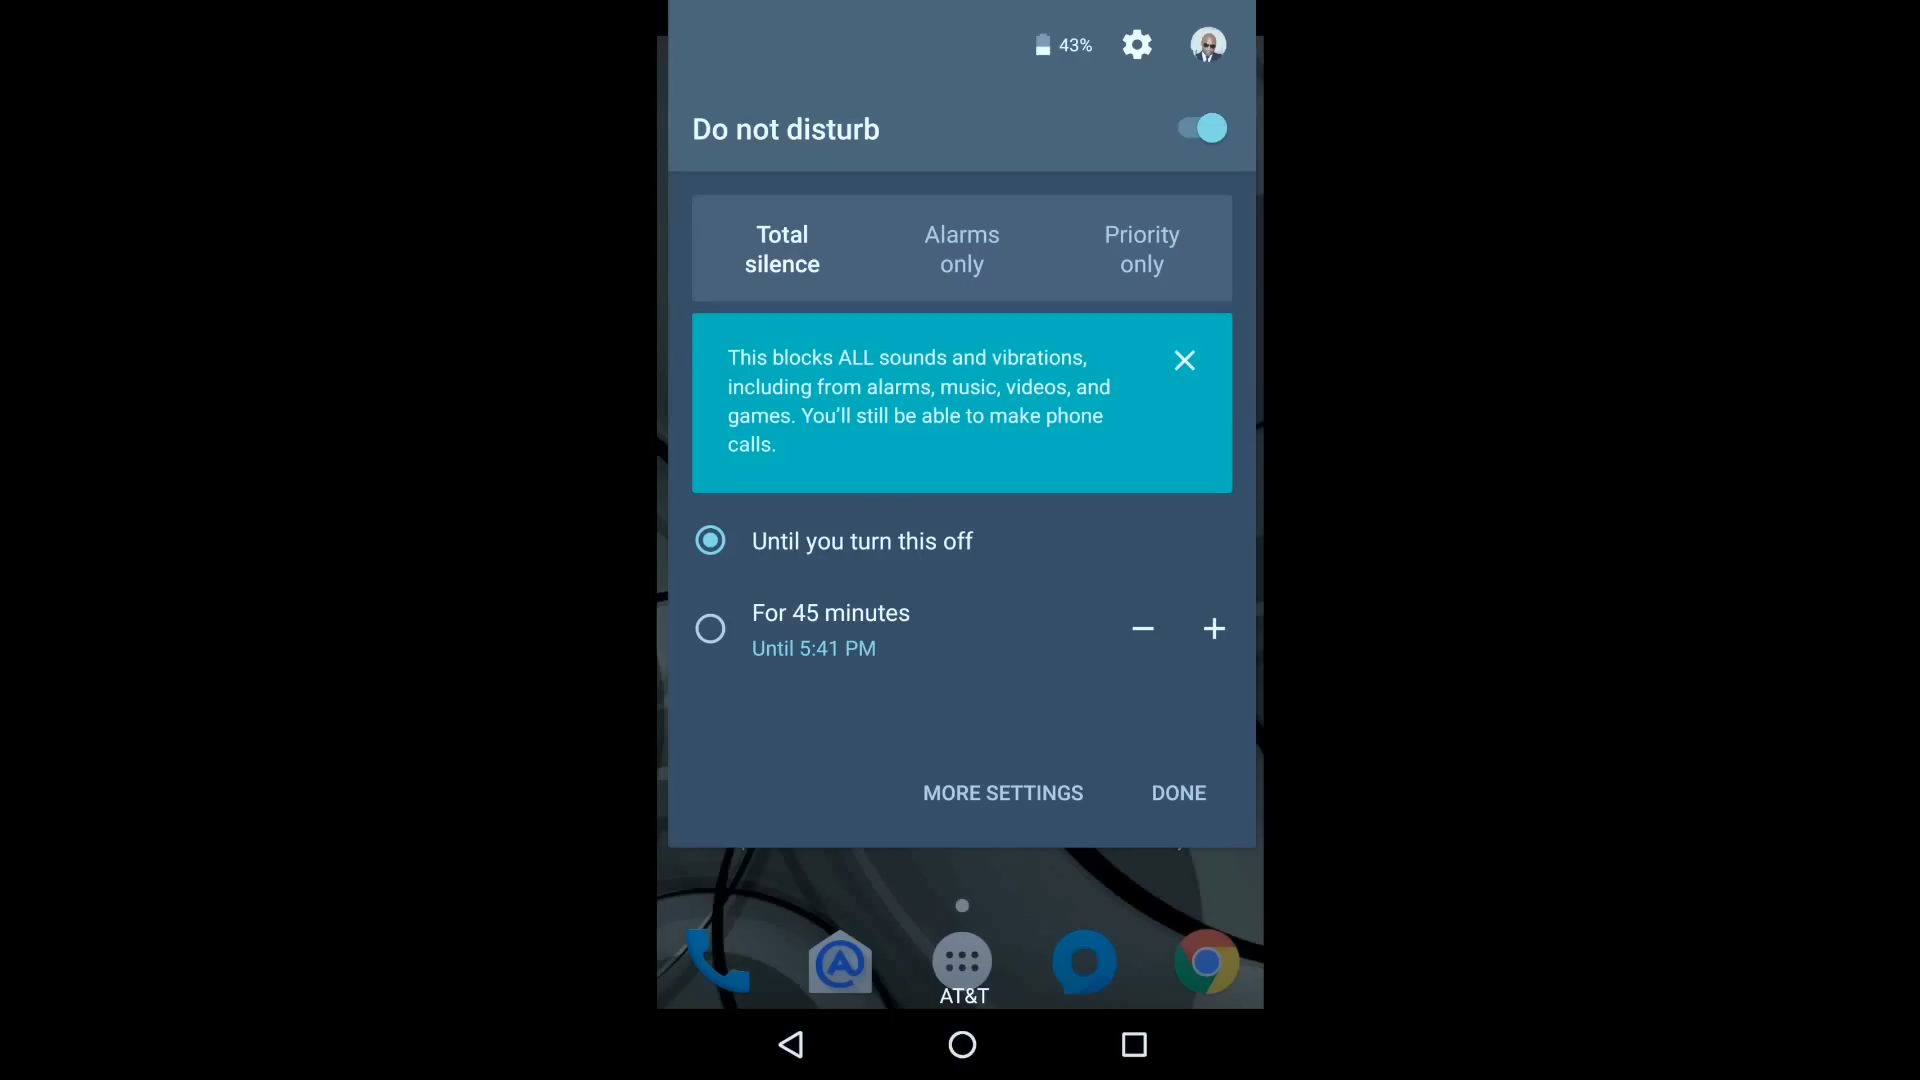 43%
Do not disturb
Total
silence
Alarms
only
Priority
only
This blocks ALL sounds and vibrations,
including from alarms, music, videos, and
games. You’ll still be able to make phone
calls.
Until you turn this off
For 45 minutes
Until 5:41 PM
MORE SETTINGS
DONE
AT&T